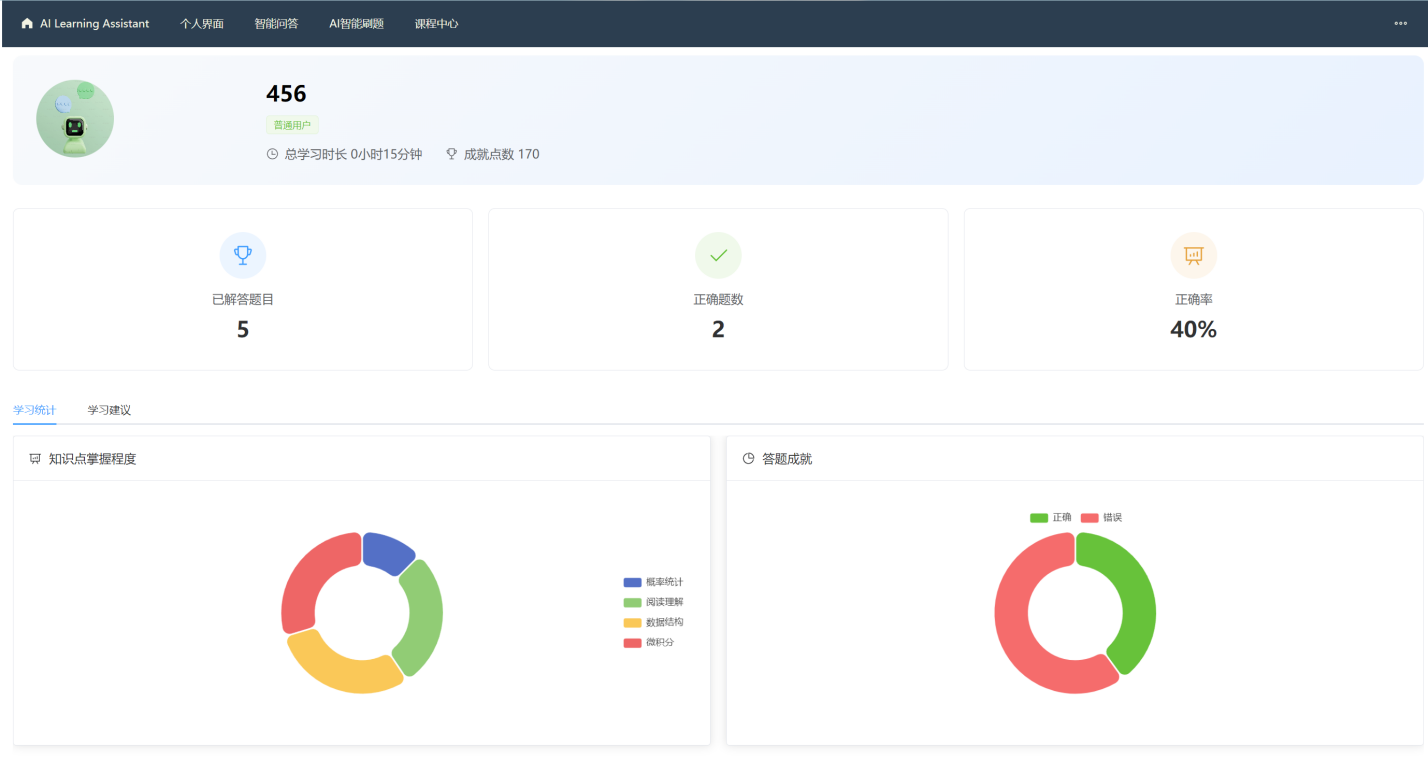 AI Learning Assistant 个人界面 智能问答 AI智能刷题 课程中心
456
普通用户
总学习时长 0小时15分钟 成就点数 170
已解答题目 正确题数 正确率
5 2 40%
学习统计 学习建议
知识点掌握程度 答题成就
正确 错误
概率统计
阅读理解
数据结构
微积分